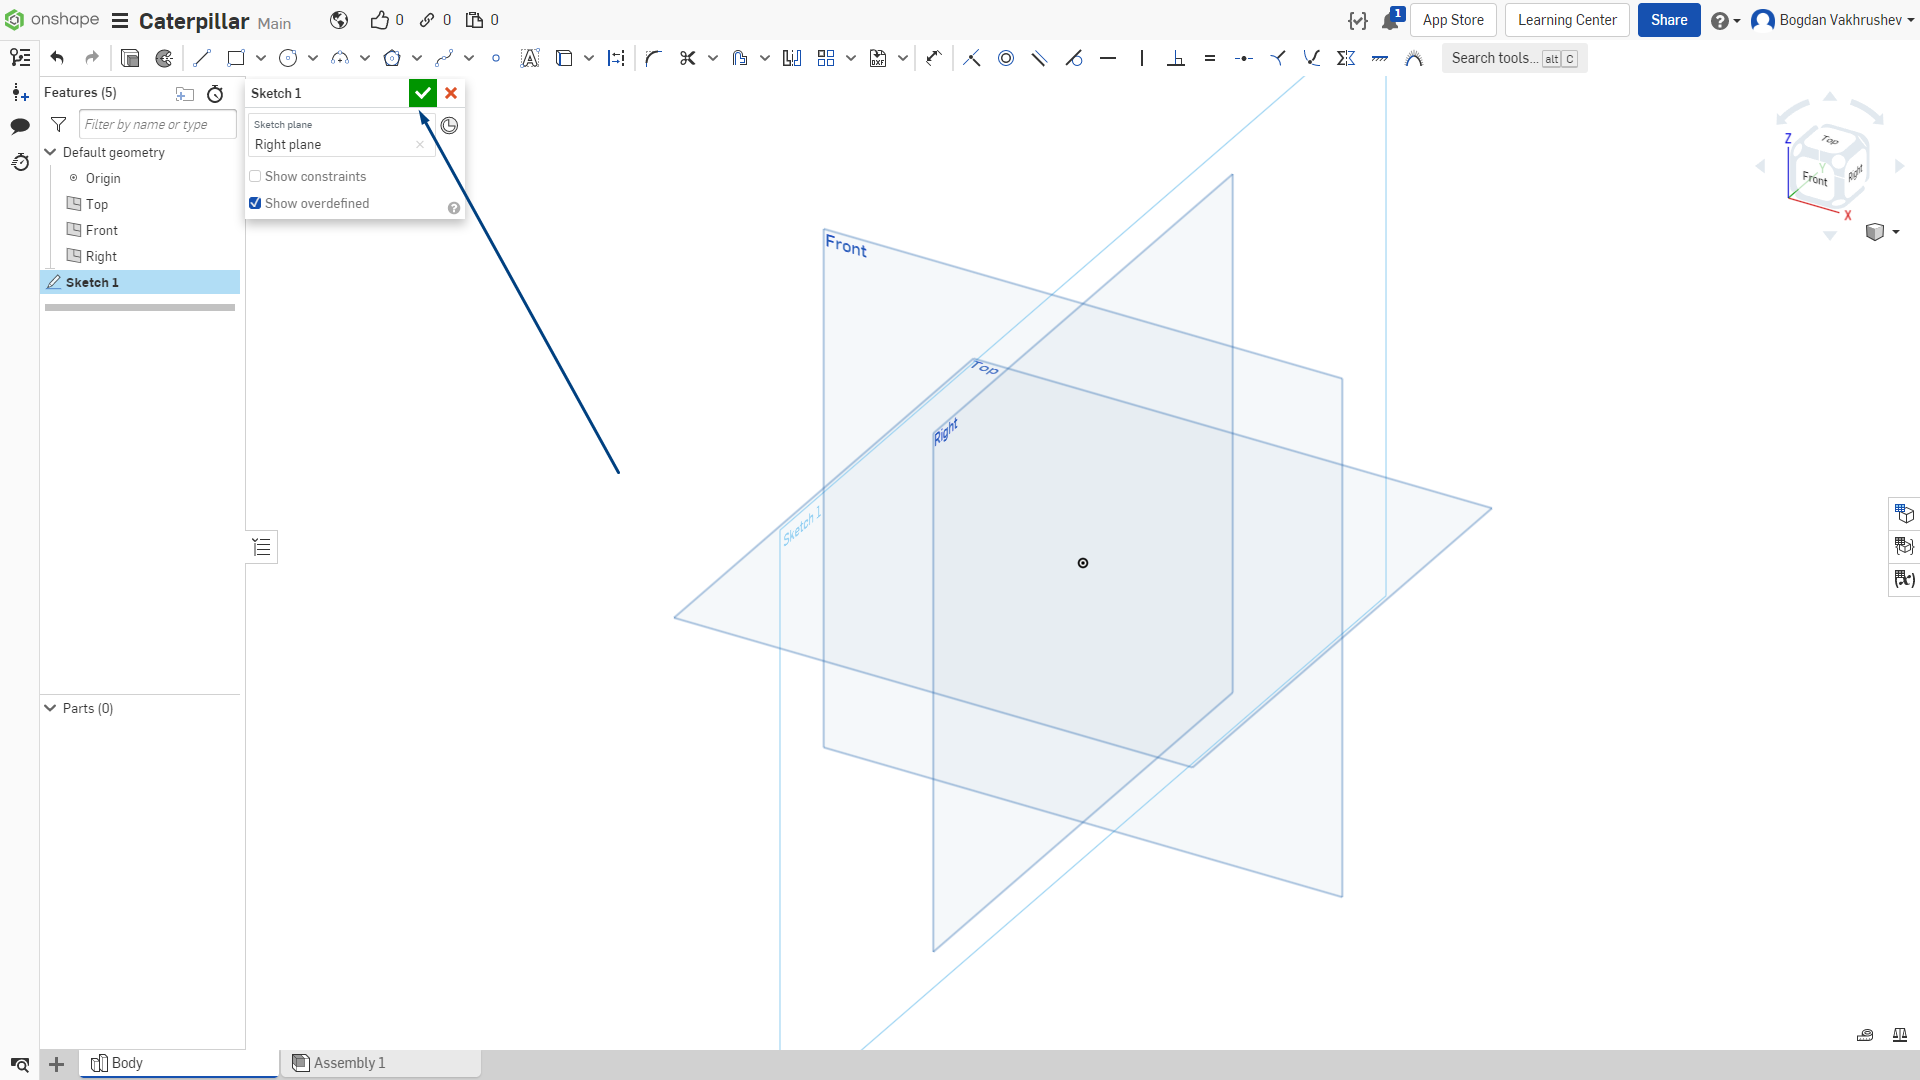 onshape Caterpillar Main 0 0 0 1 App Store Learning Center Share Bogdan Vakhrushev
Search tools... alt C
Features (5)
Filter by name or type
Default geometry
Origin
Top
Front
Right
Sketch 1
Parts (0)
Sketch 1
Sketch plane
Right plane
Show constraints
Show overdefined
Front
Top
Right
Sketch 1
Z
Top
Y
Front
Right
X
Body
Assembly 1